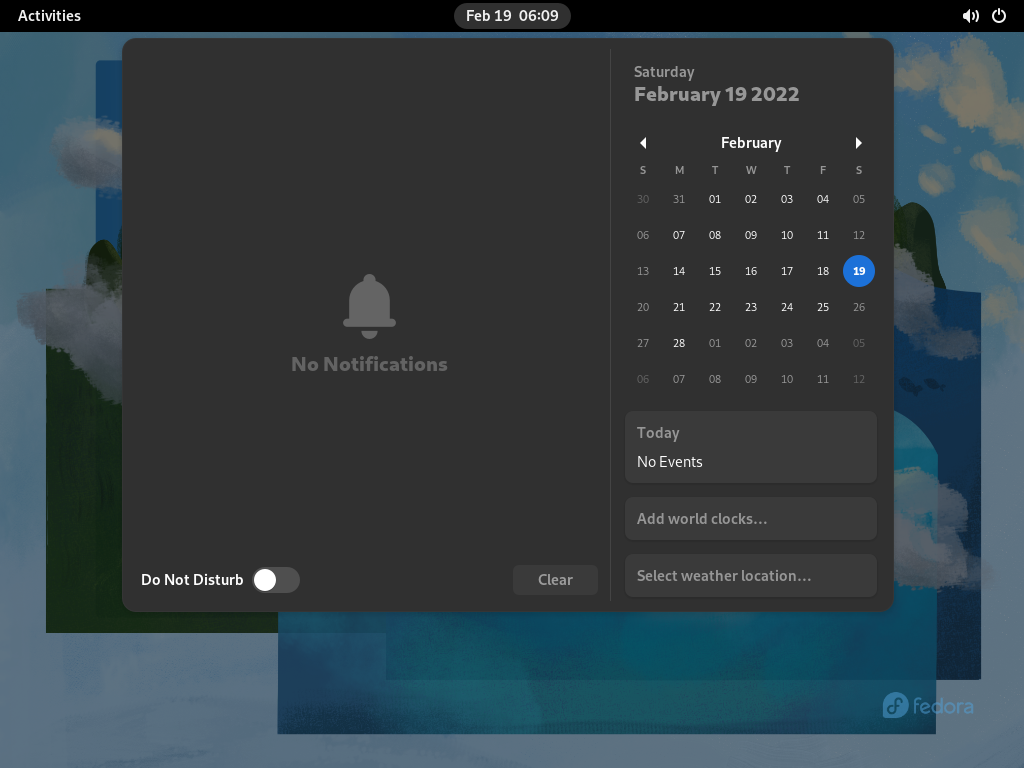 Activities
Feb 19 06:09
Saturday
February 19 2022
February
S M T W T F S
30 31 01 02 03 04 05
06 07 08 09 10 11 12
13 14 15 16 17 18 19
20 21 22 23 24 25 26
27 28 01 02 03 04 05
06 07 08 09 10 11 12
No Notifications
Today
No Events
Add world clocks…
Select weather location…
Do Not Disturb
Clear
fedora